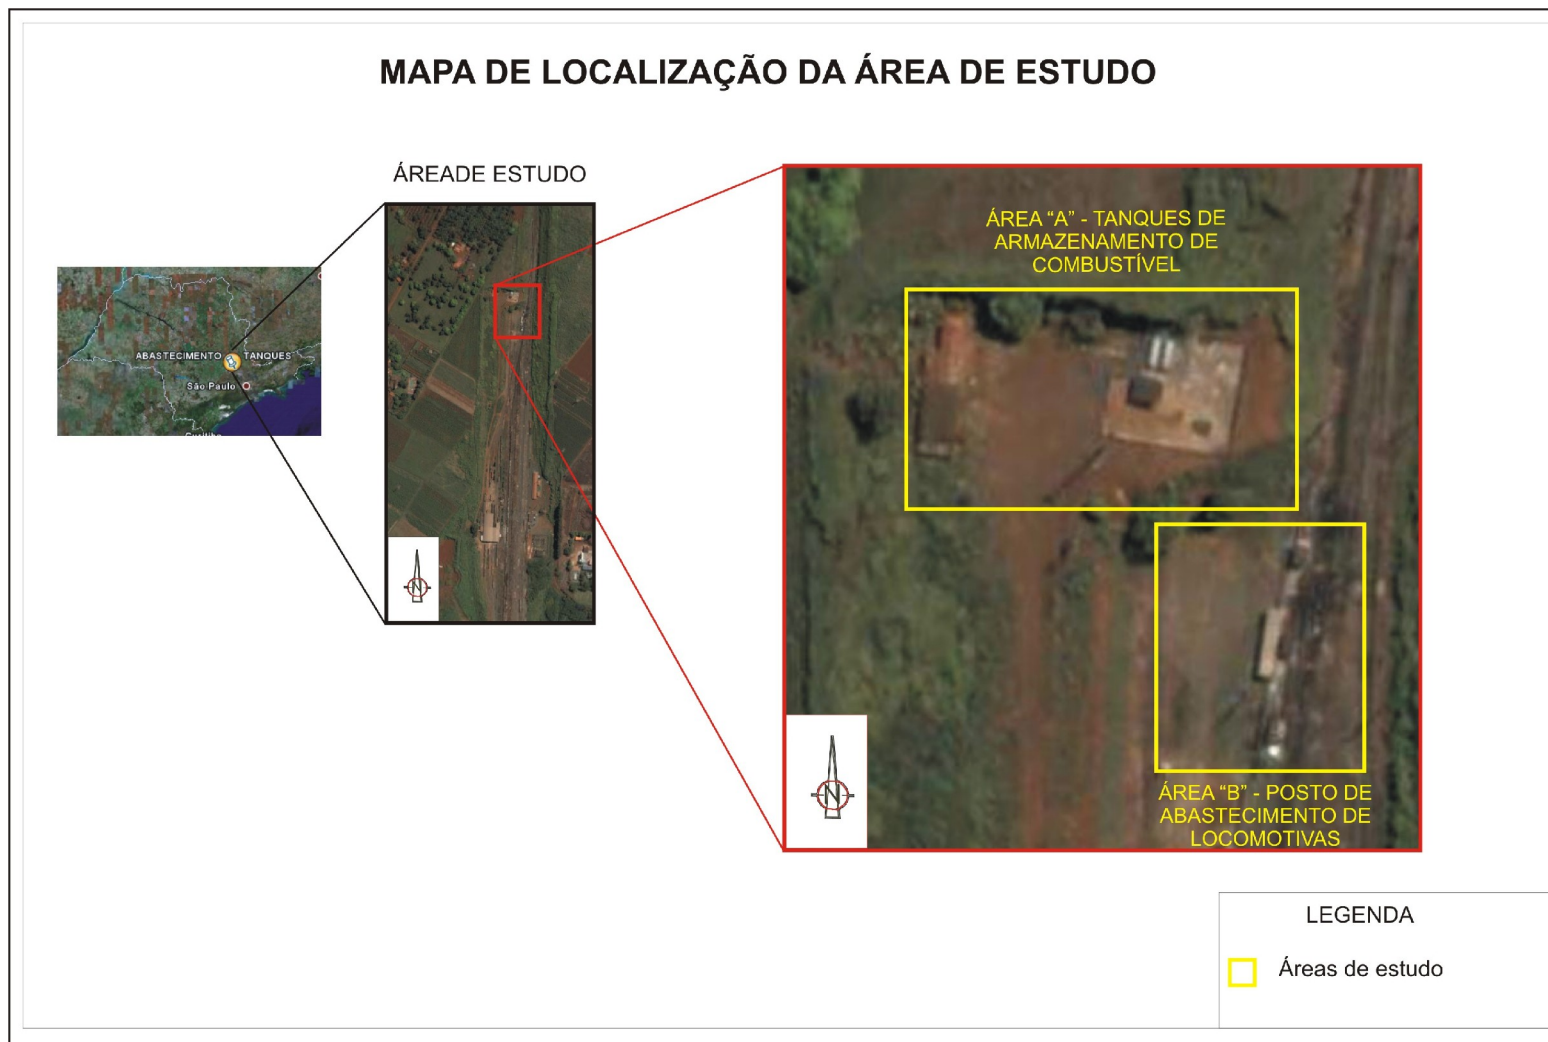 MAPA DE LOCALIZAÇÃO DA ÁREA DE ESTUDO
ÁREADE ESTUDO
ABASTECIMENTO TANQUES
São Paulo
Curitiba
ÁREA “A” - TANQUES DE
ARMAZENAMENTO DE
COMBUSTÍVEL
ÁREA “B” - POSTO DE
ABASTECIMENTO DE
LOCOMOTIVAS
N
N
LEGENDA
Áreas de estudo